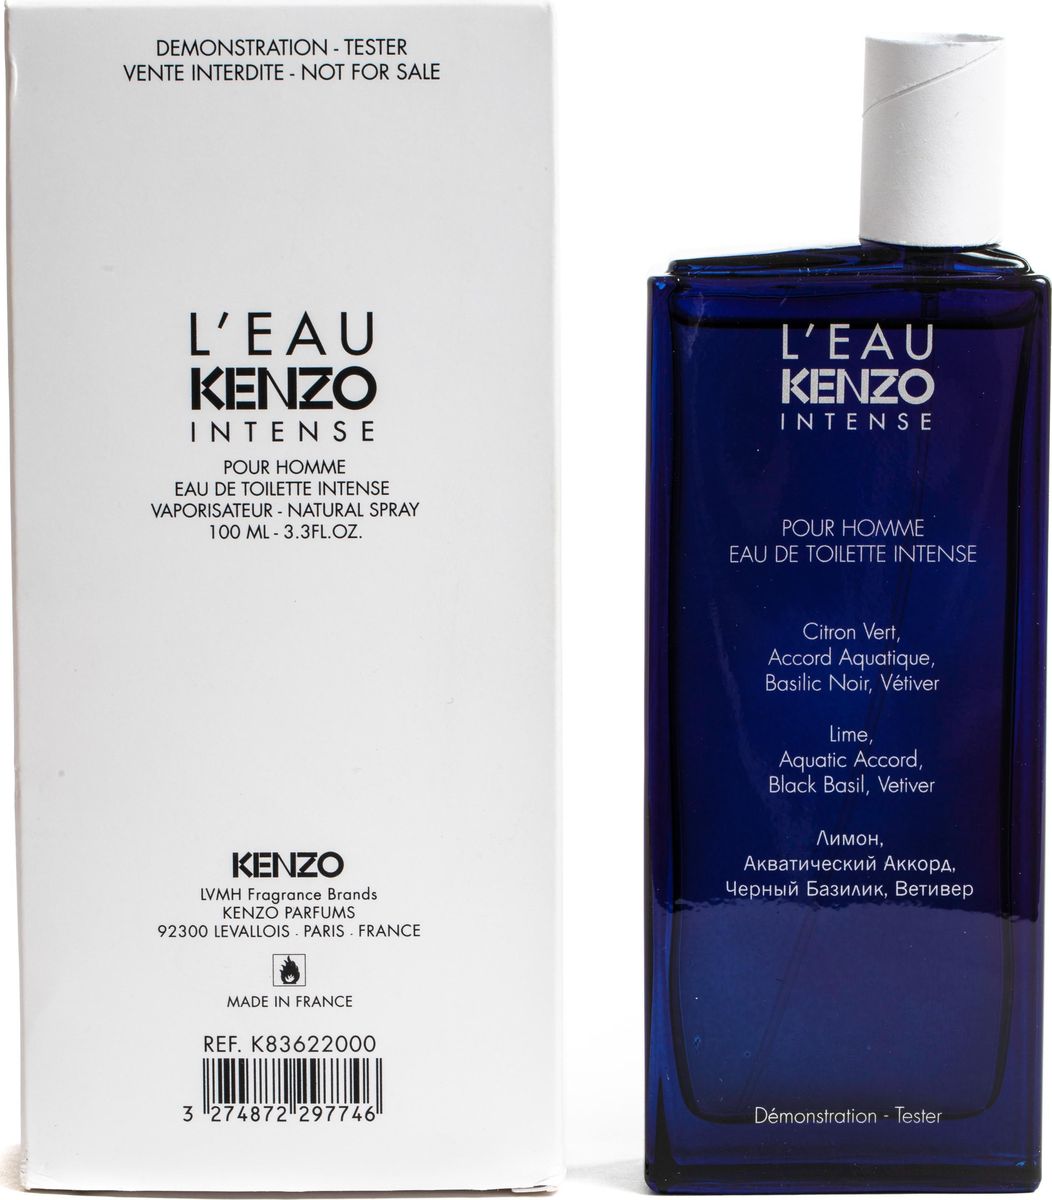 DEMONSTRATION - TESTER
VENTE INTERDITE - NOT FOR SALE
L'EAU
KENZO
INTENSE
POUR HOMME
EAU DE TOILETTE INTENSE
VAPORISATEUR - NATURAL SPRAY
100 ML - 3.3FL.OZ.
KENZO
LVMH Fragrance Brands
KENZO PARFUMS
92300 LEVALLOIS . PARIS . FRANCE
MADE IN FRANCE
REF. K83622000
3 274872 297746
L'EAU
KENZO
INTENSE
POUR HOMME
EAU DE TOILETTE INTENSE
Citron Vert,
Accord Aquatique,
Basilic Noir, Vétiver
Lime,
Aquatic Accord,
Black Basil, Vetiver
Лимон,
Акватический Аккорд,
Черный Базилик, Ветивер
Démonstration - Tester